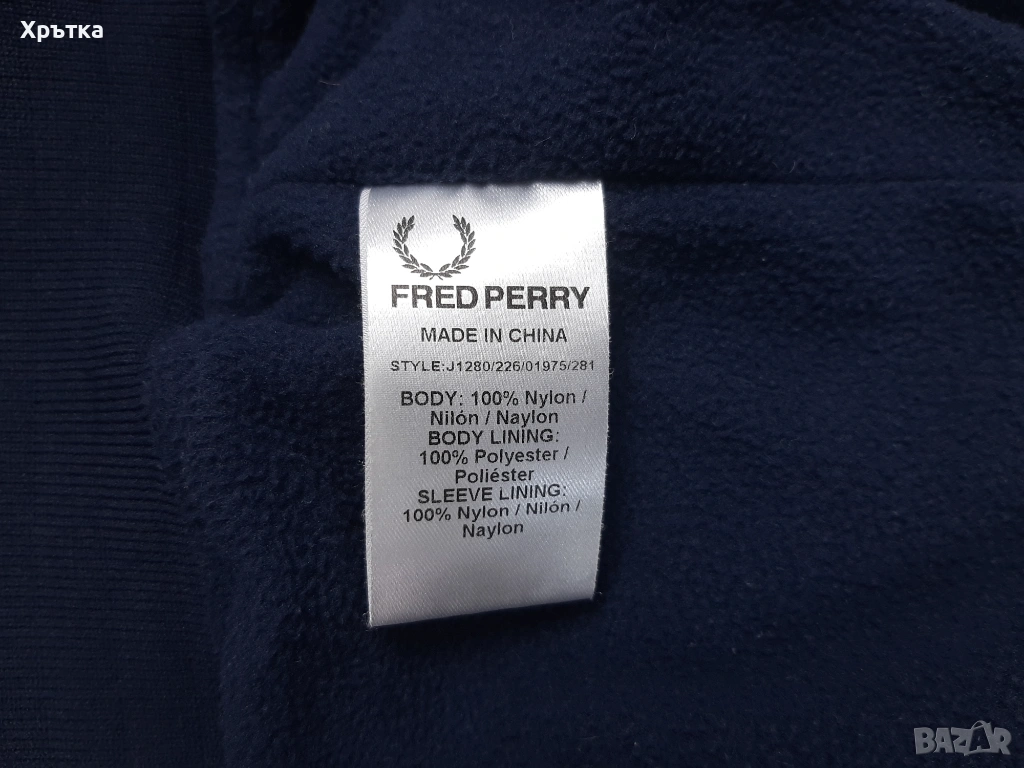 Хрътка
FRED PERRY
MADE IN CHINA
STYLE:J1280/226/01975/281
BODY: 100% Nylon /
Nilón / Naylon
BODY LINING:
100% Polyester /
Poliéster
SLEEVE LINING:
100% Nylon / Nilón /
Naylon
BAZAR